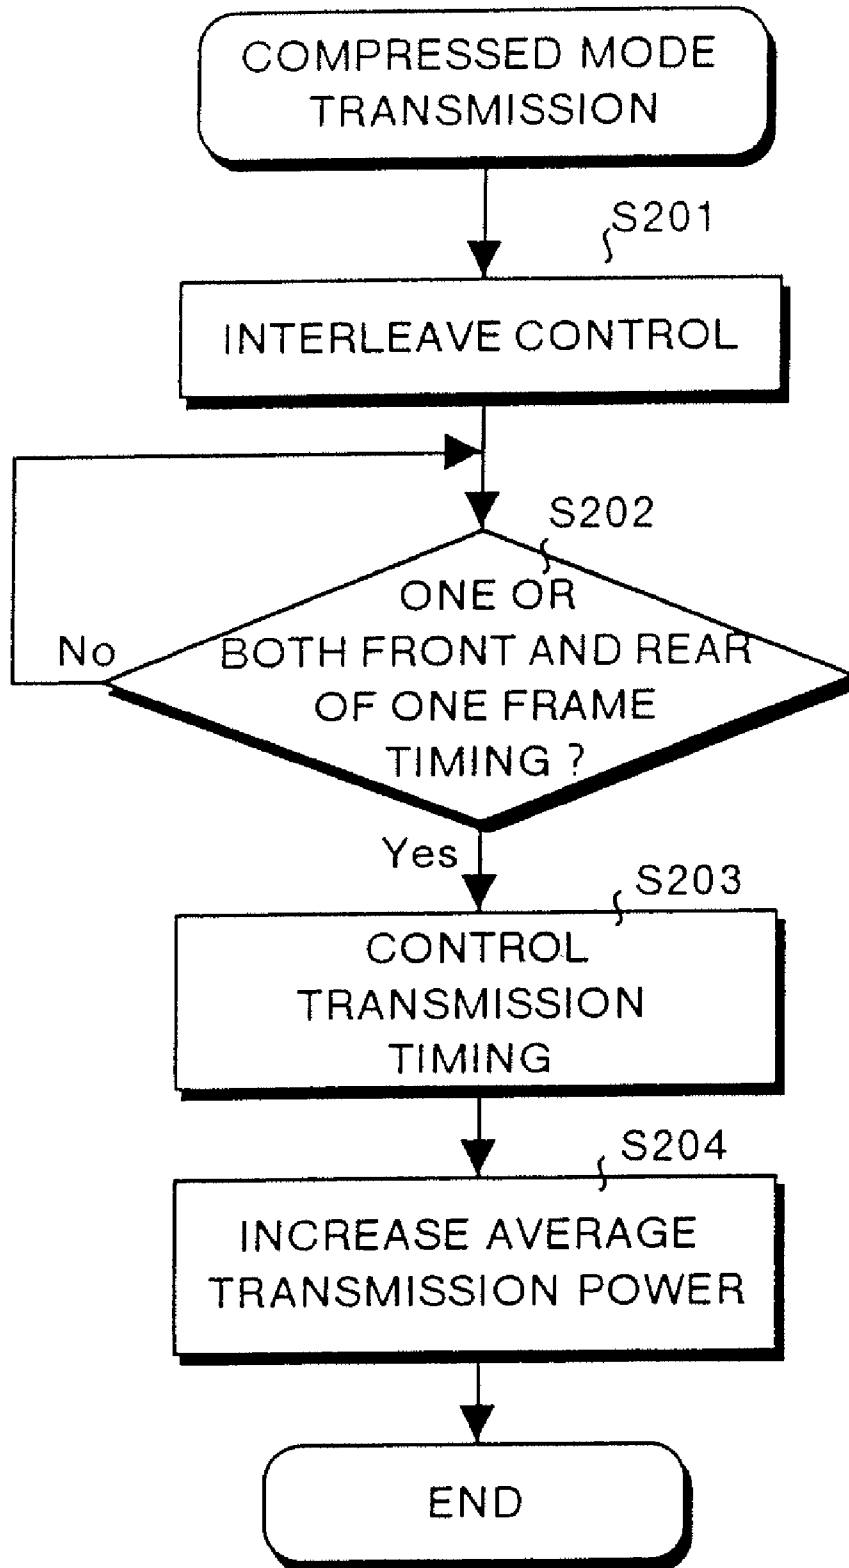 COMPRESSED MODE
TRANSMISSION
S201
INTERLEAVE CONTROL
S202
ONE OR
No
BOTH FRONT AND REAR
OF ONE FRAME
TIMING ?
Yes
S203
CONTROL
TRANSMISSION
TIMING
S204
INCREASE AVERAGE
TRANSMISSION POWER
END